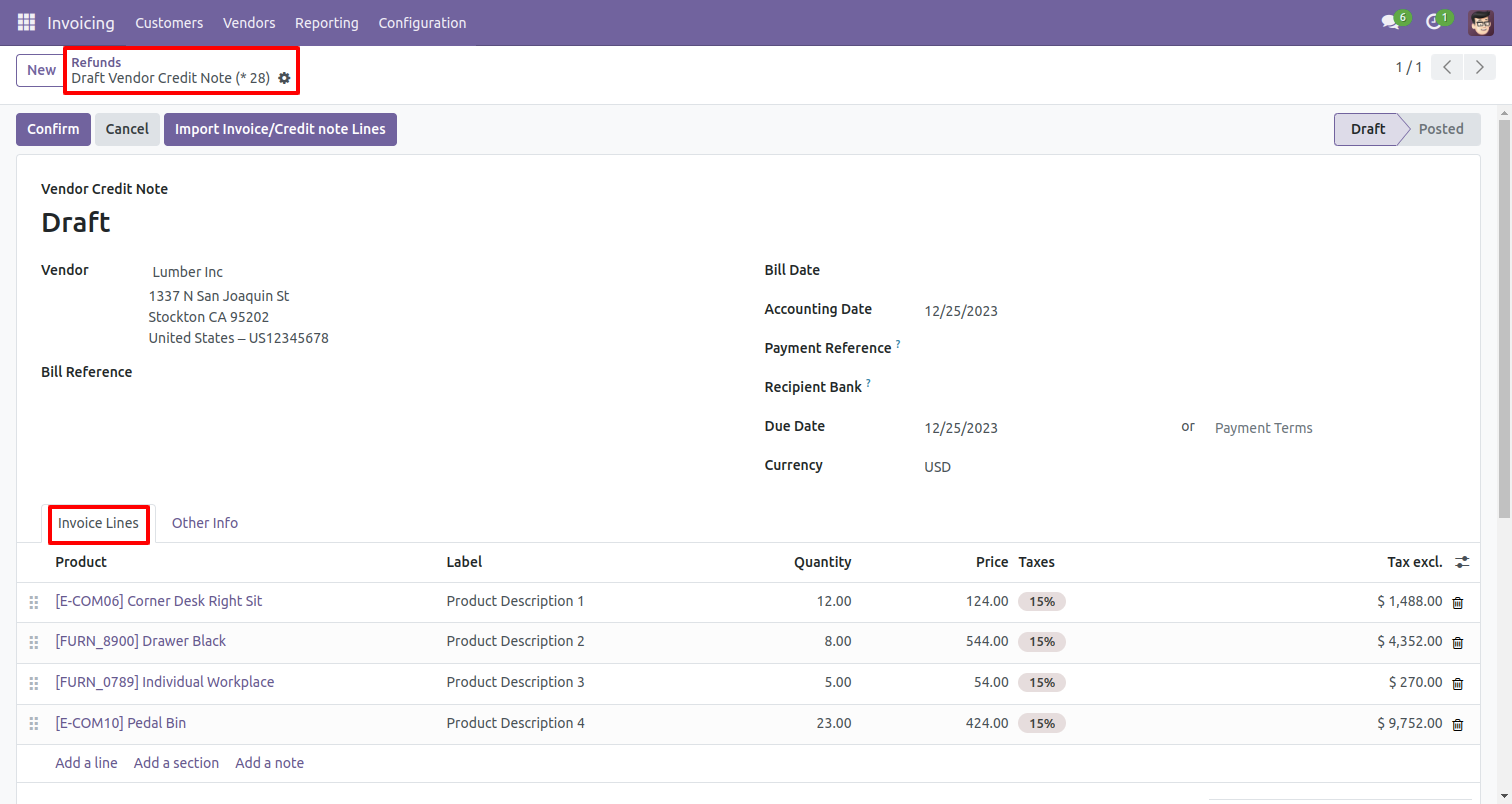 Invoicing Customers Vendors Reporting Configuration 6 1
New Refunds 1 / 1
Draft Vendor Credit Note (* 28)
Confirm Cancel Import Invoice/Credit note Lines Draft Posted
Vendor Credit Note
Draft
Vendor Lumber Inc Bill Date
1337 N San Joaquin St
Stockton CA 95202 Accounting Date 12/25/2023
United States – US12345678
Payment Reference ?
Bill Reference
Recipient Bank ?
Due Date 12/25/2023 or Payment Terms
Currency USD
Invoice Lines Other Info
Product Label Quantity Price Taxes Tax excl.
[E-COM06] Corner Desk Right Sit Product Description 1 12.00 124.00 15% $ 1,488.00
[FURN_8900] Drawer Black Product Description 2 8.00 544.00 15% $ 4,352.00
[FURN_0789] Individual Workplace Product Description 3 5.00 54.00 15% $ 270.00
[E-COM10] Pedal Bin Product Description 4 23.00 424.00 15% $ 9,752.00
Add a line Add a section Add a note